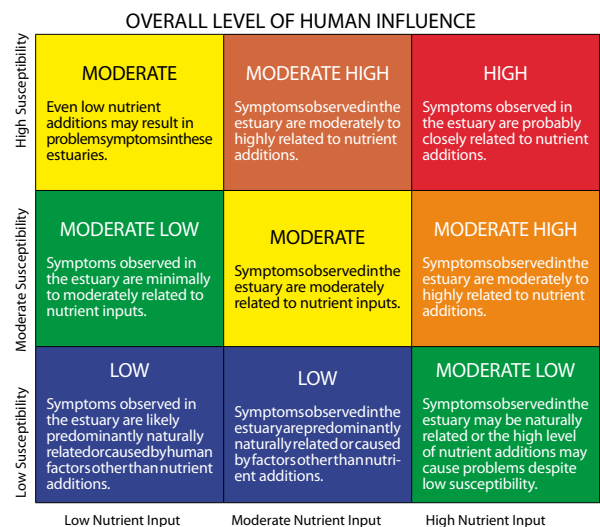 OVERALL LEVEL OF HUMAN INFLUENCE
High Susceptibility
MODERATE
Even low nutrient
additions may result in
problemsymptomsinthese
estuaries.
MODERATE HIGH
Symptomsobservedinthe
estuary are moderately to
highly related to nutrient
additions.
HIGH
Symptoms observed in
the estuary are probably
closely related to nutrient
additions.
Moderate Susceptibility
MODERATE LOW
Symptoms observed in
the estuary are minimally
to moderately related to
nutrient inputs.
MODERATE
Symptomsobservedinthe
estuary are moderately
related to nutrient inputs.
MODERATE HIGH
Symptomsobservedinthe
estuary are moderately to
highly related to nutrient
additions.
Low Susceptibility
LOW
Symptoms observed in
the estuary are likely
predominantly naturally
relatedorcausedbyhuman
factorsotherthannutrient
additions.
LOW
Symptomsobservedinthe
estuaryarepredominantly
naturallyrelatedorcaused
byfactorsotherthannutri-
ent additions.
MODERATE LOW
Symptomsobservedinthe
estuary may be naturally
related or the high level
of nutrient additions may
cause problems despite
low susceptibility.
Low Nutrient Input
Moderate Nutrient Input
High Nutrient Input